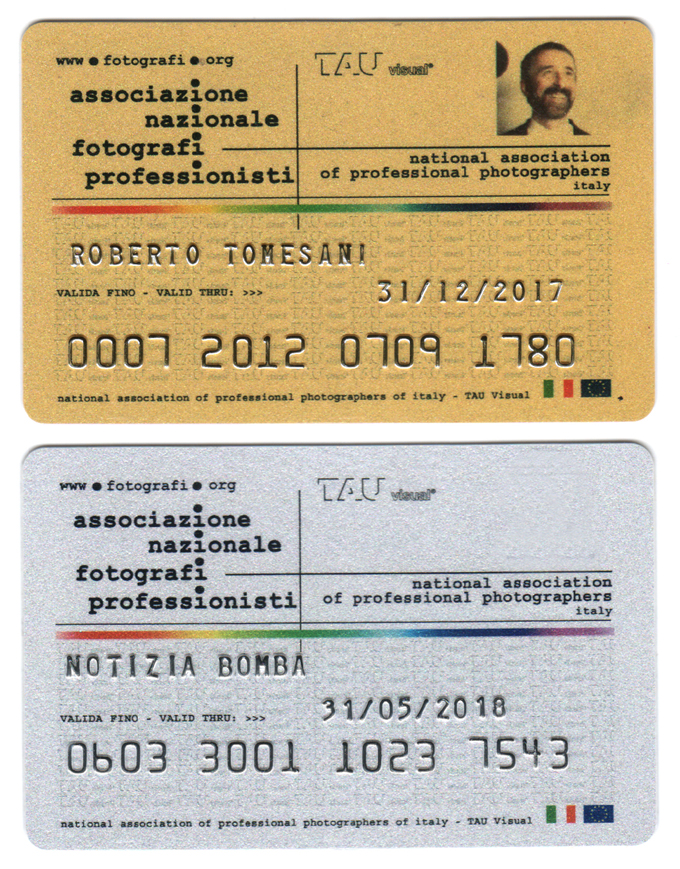 www●fotografi●org
TAU visual®
associazione
nazionale
fotografi
professionisti
national association
of professional photographers
italy
ROBERTO TOMESANI
VALIDA FINO - VALID THRU: >>> 31/12/2017
0007 2012 0709 1780
national association of professional photographers of italy - TAU Visual
www●fotografi●org
TAU visual®
associazione
nazionale
fotografi
professionisti
national association
of professional photographers
italy
NOTIZIA BOMBA
VALIDA FINO - VALID THRU: >>> 31/05/2018
0603 3001 1023 7543
national association of professional photographers of italy - TAU Visual